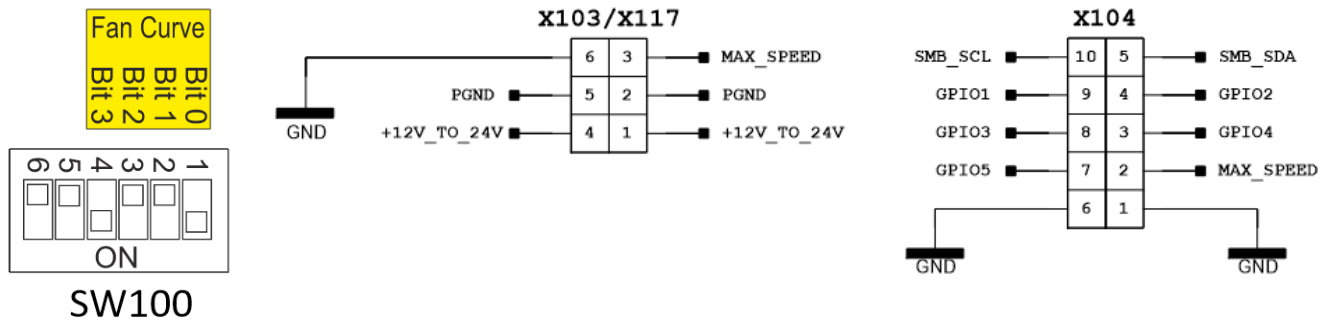 Fan Curve
Bit 3 Bit 2 Bit 1 Bit 0
6 5 4 3 2 1
ON
SW100
X103/X117
6 3 MAX_SPEED
PGND 5 2 PGND
GND
+12V_TO_24V 4 1 +12V_TO_24V
X104
SMB_SCL 10 5 SMB_SDA
GPIO1 9 4 GPIO2
GPIO3 8 3 GPIO4
GPIO5 7 2 MAX_SPEED
6 1
GND GND